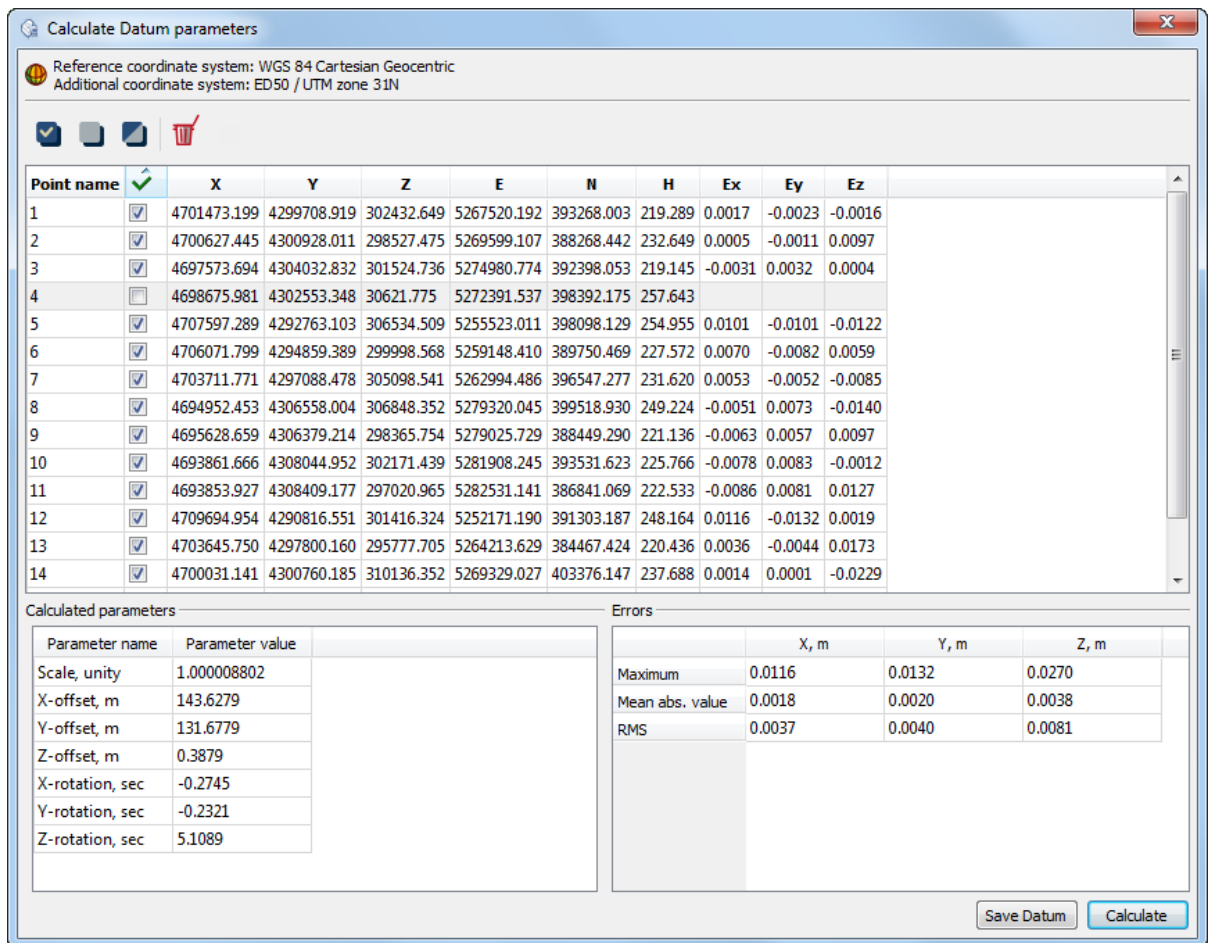 Calculate Datum parameters
Reference coordinate system: WGS 84 Cartesian Geocentric
Additional coordinate system: ED50 / UTM zone 31N
Point name X Y Z E N H Ex Ey Ez
1 4701473.199 4299708.919 302432.649 5267520.192 393268.003 219.289 0.0017 -0.0023 -0.0016
2 4700627.445 4300928.011 298527.475 5269599.107 388268.442 232.649 0.0005 -0.0011 0.0097
3 4697573.694 4304032.832 301524.736 5274980.774 392398.053 219.145 -0.0031 0.0032 0.0004
4 4698675.981 4302553.348 30621.775 5272391.537 398392.175 257.643
5 4707597.289 4292763.103 306534.509 5255523.011 398098.129 254.955 0.0101 -0.0101 -0.0122
6 4706071.799 4294859.389 299998.568 5259148.410 389750.469 227.572 0.0070 -0.0082 0.0059
7 4703711.771 4297088.478 305098.541 5262994.486 396547.277 231.620 0.0053 -0.0052 -0.0085
8 4694952.453 4306558.004 306848.352 5279320.045 399518.930 249.224 -0.0051 0.0073 -0.0140
9 4695628.659 4306379.214 298365.754 5279025.729 388449.290 221.136 -0.0063 0.0057 0.0097
10 4693861.666 4308044.952 302171.439 5281908.245 393531.623 225.766 -0.0078 0.0083 -0.0012
11 4693853.927 4308409.177 297020.965 5282531.141 386841.069 222.533 -0.0086 0.0081 0.0127
12 4709694.954 4290816.551 301416.324 5252171.190 391303.187 248.164 0.0116 -0.0132 0.0019
13 4703645.750 4297800.160 295777.705 5264213.629 384467.424 220.436 0.0036 -0.0044 0.0173
14 4700031.141 4300760.185 310136.352 5269329.027 403376.147 237.688 0.0014 0.0001 -0.0229
Calculated parameters
Parameter name Parameter value
Scale, unity 1.000008802
X-offset, m 143.6279
Y-offset, m 131.6779
Z-offset, m 0.3879
X-rotation, sec -0.2745
Y-rotation, sec -0.2321
Z-rotation, sec 5.1089
Errors
X, m Y, m Z, m
Maximum 0.0116 0.0132 0.0270
Mean abs. value 0.0018 0.0020 0.0038
RMS 0.0037 0.0040 0.0081
Save Datum Calculate